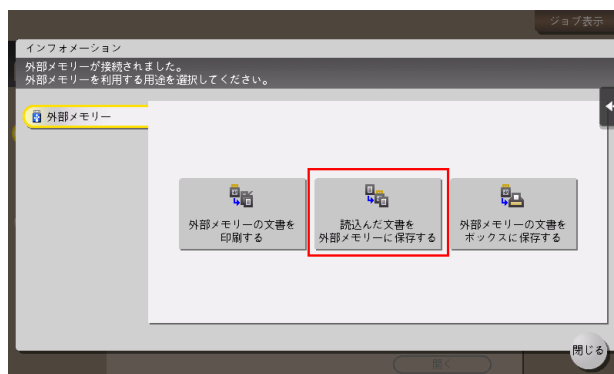 ジョブ表示
インフォメーション
外部メモリーが接続されました。
外部メモリーを利用する用途を選択してください。
外部メモリー
外部メモリーの文書を
印刷する
読込んだ文書を
外部メモリーに保存する
外部メモリーの文書を
ボックスに保存する
閉じる
開く